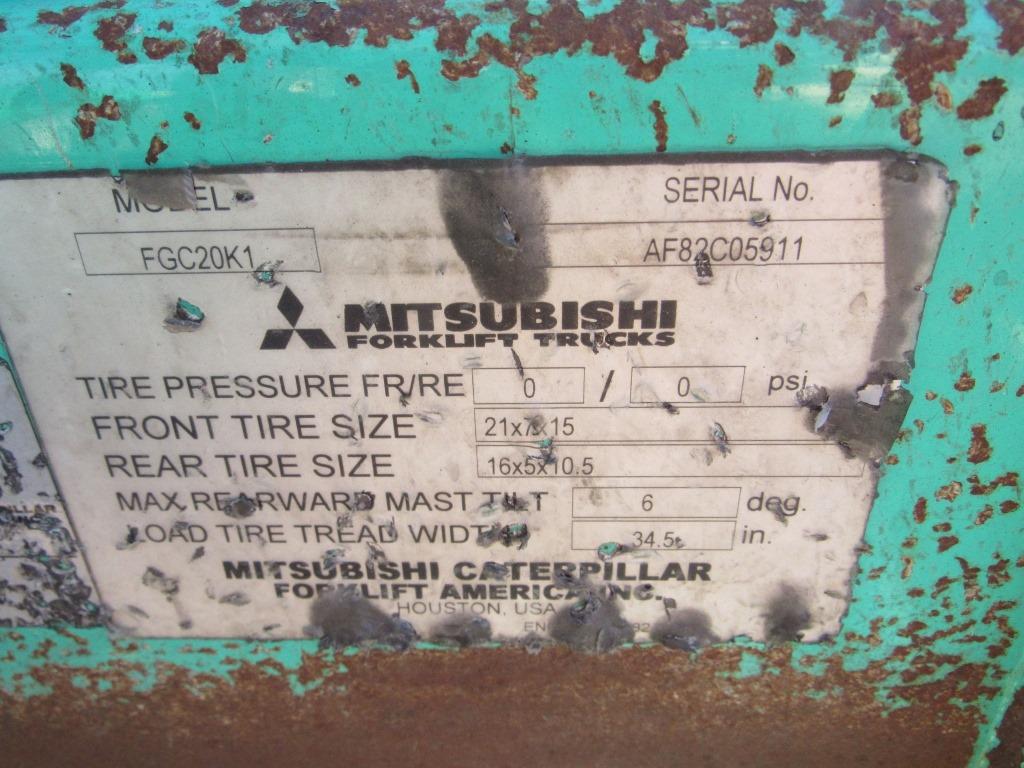 MODEL SERIAL No.
FGC20K1 AF82C05911
MITSUBISHI
FORKLIFT TRUCKS
TIRE PRESSURE FR/RE 0 / 0 psi
FRONT TIRE SIZE 21x7x15
REAR TIRE SIZE 16x5x10.5
MAX REARWARD MAST TILT 6 deg.
LOAD TIRE TREAD WIDTH 34.5 in.
MITSUBISHI CATERPILLAR
FORKLIFT AMERICA INC.
HOUSTON, USA